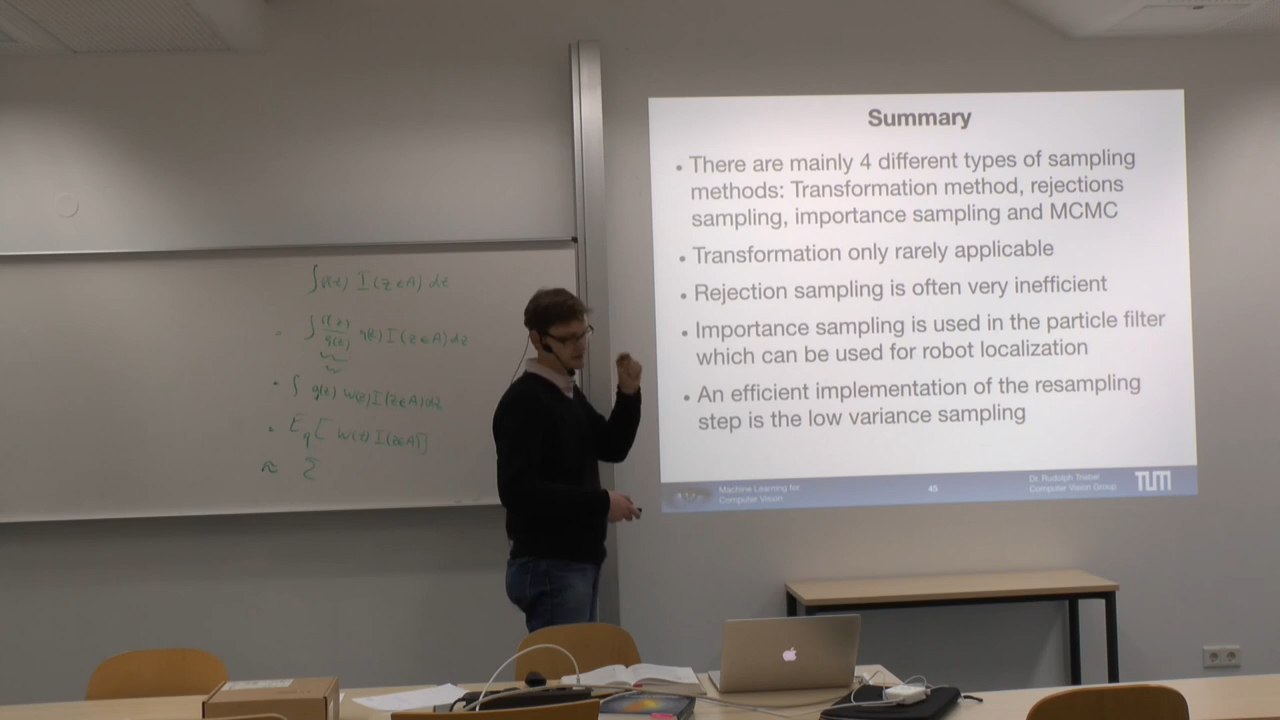 ∫ p(z) I(z∈A) dz
= ∫ p(z)/q(z) q(z) I(z∈A) dz
= ∫ q(z) w(z) I(z∈A) dz
= E_q[ w(z) I(z∈A) ]
≈ Σ
Summary
• There are mainly 4 different types of sampling
methods: Transformation method, rejections
sampling, importance sampling and MCMC
• Transformation only rarely applicable
• Rejection sampling is often very inefficient
• Importance sampling is used in the particle filter
which can be used for robot localization
• An efficient implementation of the resampling
step is the low variance sampling
Machine Learning for
Computer Vision
45
Dr. Rudolph Triebel
Computer Vision Group
TUM